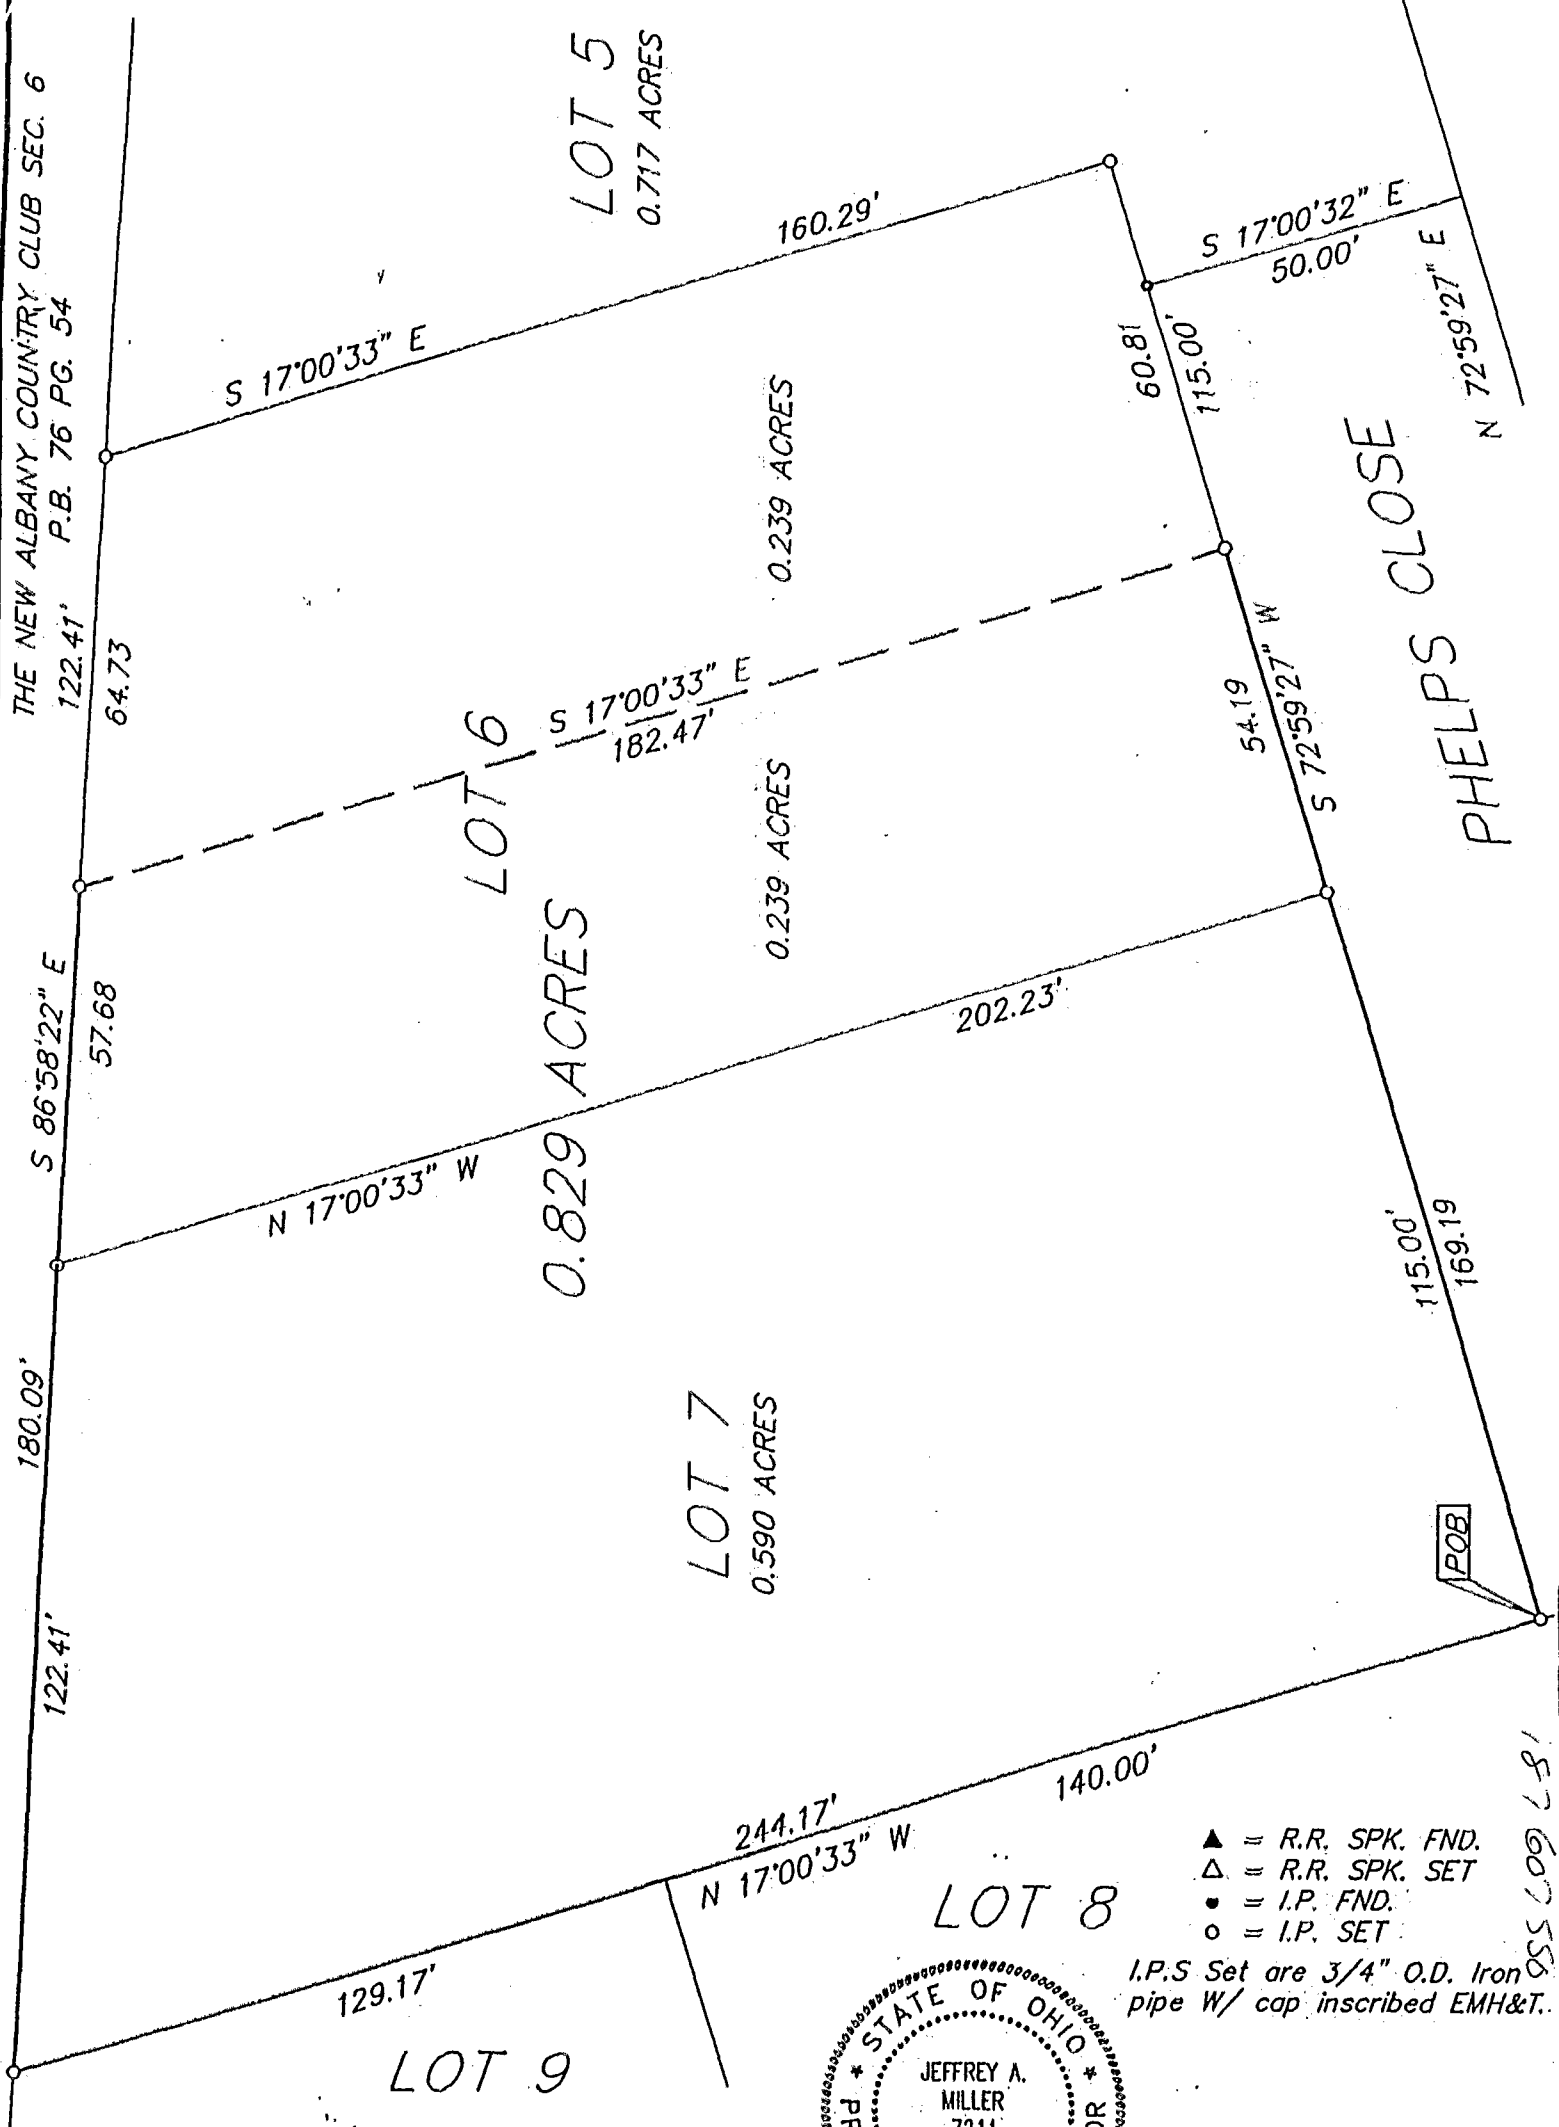 THE NEW ALBANY COUNTRY CLUB SEC. 6
P.B. 76 PG. 54
122.41'
64.73
S 86°58'22" E
57.68
180.09'
122.41'
LOT 5
0.717 ACRES
S 17°00'33" E
160.29'
S 17°00'32" E
50.00'
N 72°59'27" E
60.81
115.00'
0.239 ACRES
LOT 6
S 17°00'33" E
182.47'
0.239 ACRES
54.19
S 72°59'27" W
PHELPS CLOSE
0.829 ACRES
N 17°00'33" W
202.23'
LOT 7
0.590 ACRES
115.00'
169.19
POB
244.17'
N 17°00'33" W
140.00'
129.17'
LOT 8
LOT 9
▲ = R.R. SPK. FND.
△ = R.R. SPK. SET
● = I.P. FND.
○ = I.P. SET
I.P.S Set are 3/4" O.D. Iron
pipe W/ cap inscribed EMH&T.
STATE OF OHIO
JEFFREY A.
MILLER